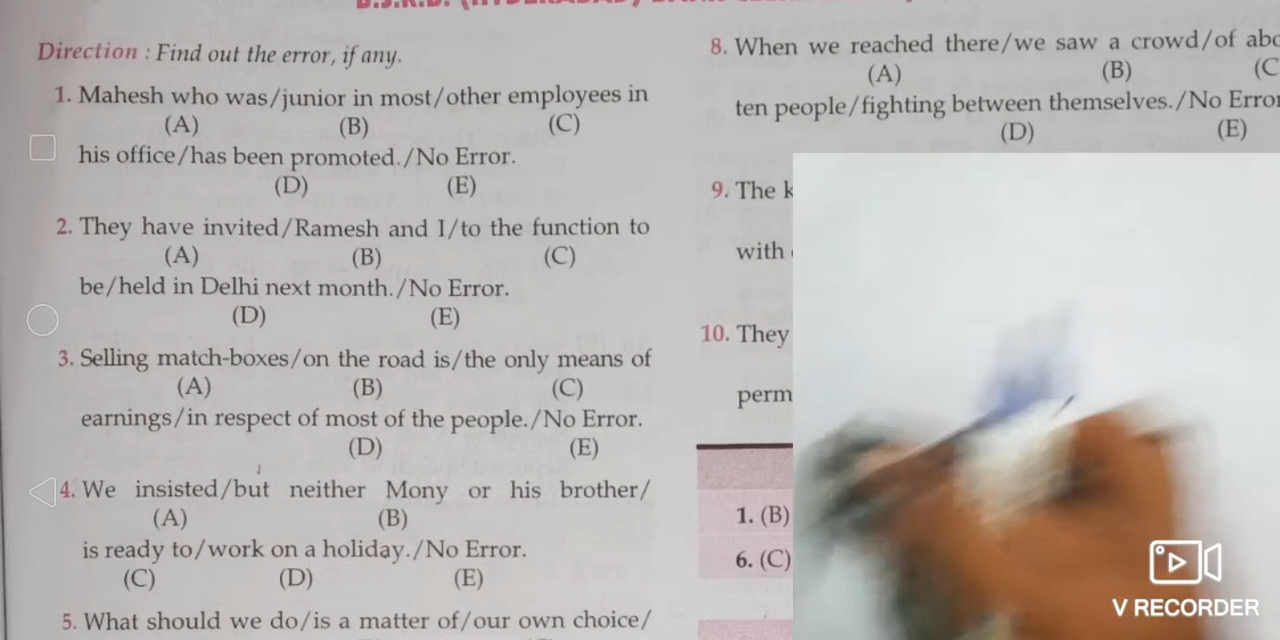 Direction : Find out the error, if any.
1. Mahesh who was/junior in most/other employees in
(A) (B) (C)
his office/has been promoted./No Error.
(D) (E)
2. They have invited/Ramesh and I/to the function to
(A) (B) (C)
be/held in Delhi next month./No Error.
(D) (E)
3. Selling match-boxes/on the road is/the only means of
(A) (B) (C)
earnings/in respect of most of the people./No Error.
(D) (E)
4. We insisted/but neither Mony or his brother/
(A) (B)
is ready to/work on a holiday./No Error.
(C) (D) (E)
5. What should we do/is a matter of/our own choice/
8. When we reached there/we saw a crowd/of
(A) (B) (C
ten people/fighting between themselves./No
(D) (E)
9. The
with
10. They
1. (B)
6. (C)
V RECORDER